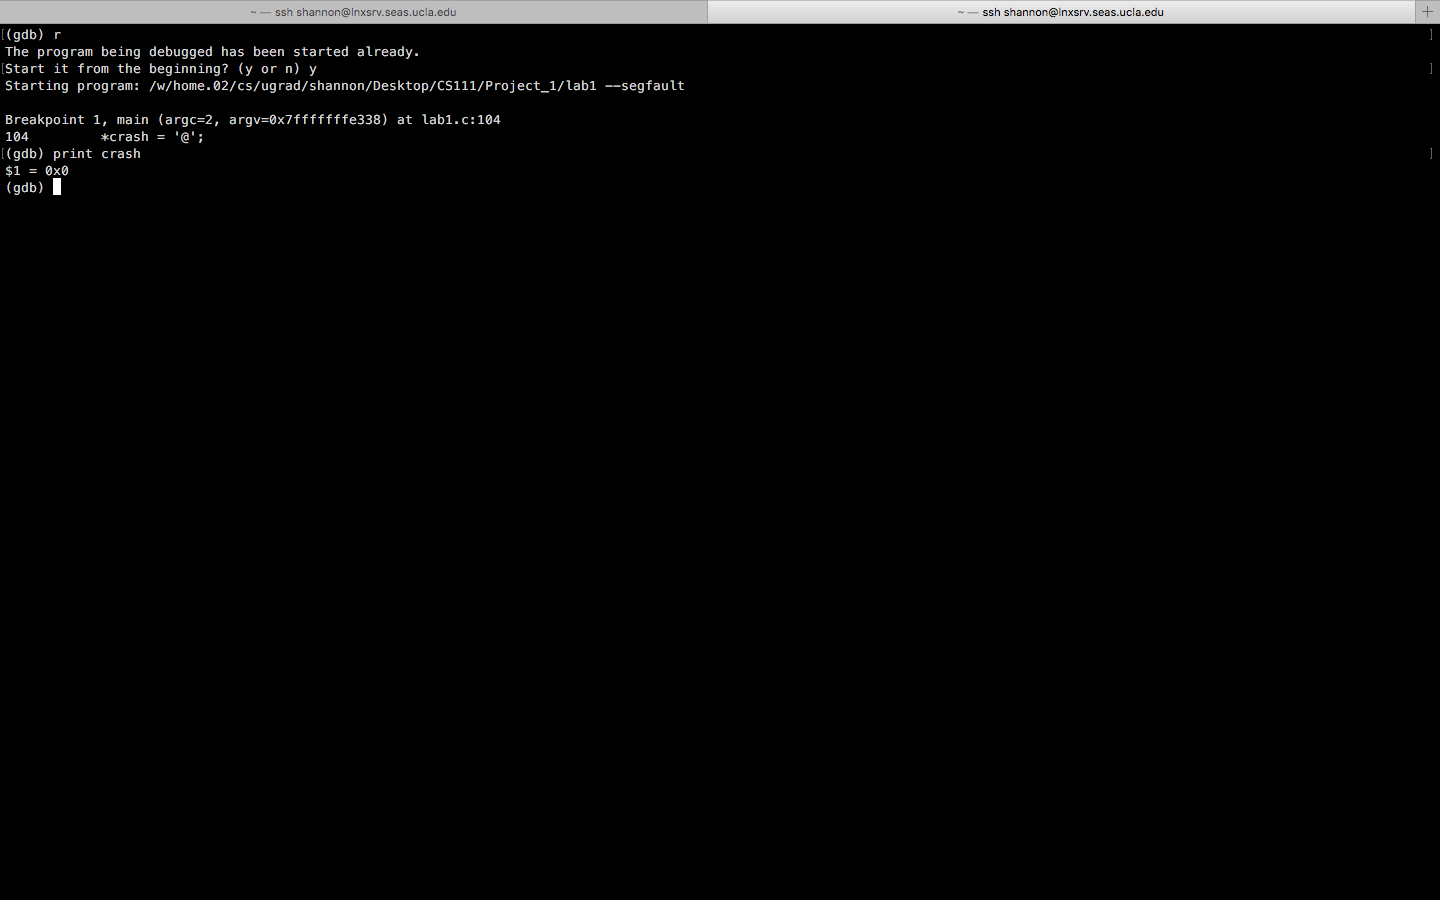 ~ — ssh shannon@lnxsrv.seas.ucla.edu
~ — ssh shannon@lnxsrv.seas.ucla.edu
(gdb) r
The program being debugged has been started already.
Start it from the beginning? (y or n) y
Starting program: /w/home.02/cs/ugrad/shannon/Desktop/CS111/Project_1/lab1 --segfault
Breakpoint 1, main (argc=2, argv=0x7fffffffe338) at lab1.c:104
104         *crash = '@';
(gdb) print crash
$1 = 0x0
(gdb)